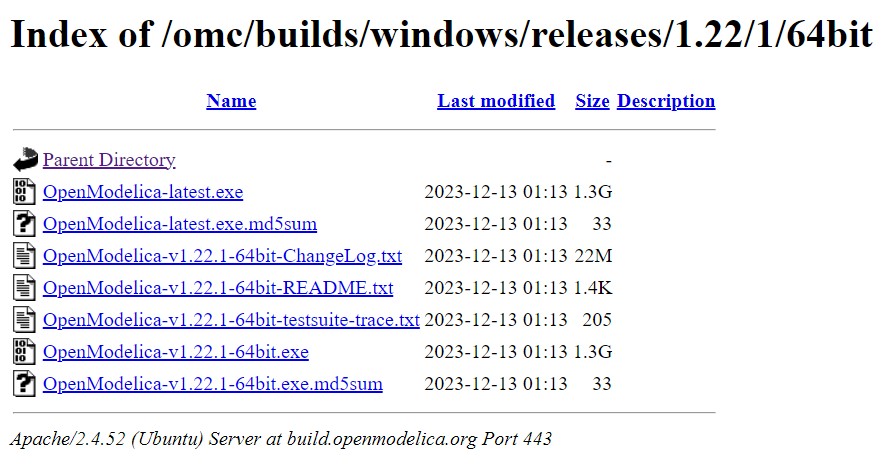 Index of /omc/builds/windows/releases/1.22/1/64bit
Name Last modified Size Description
Parent Directory -
OpenModelica-latest.exe 2023-12-13 01:13 1.3G
OpenModelica-latest.exe.md5sum 2023-12-13 01:13 33
OpenModelica-v1.22.1-64bit-ChangeLog.txt 2023-12-13 01:13 22M
OpenModelica-v1.22.1-64bit-README.txt 2023-12-13 01:13 1.4K
OpenModelica-v1.22.1-64bit-testsuite-trace.txt 2023-12-13 01:13 205
OpenModelica-v1.22.1-64bit.exe 2023-12-13 01:13 1.3G
OpenModelica-v1.22.1-64bit.exe.md5sum 2023-12-13 01:13 33
Apache/2.4.52 (Ubuntu) Server at build.openmodelica.org Port 443